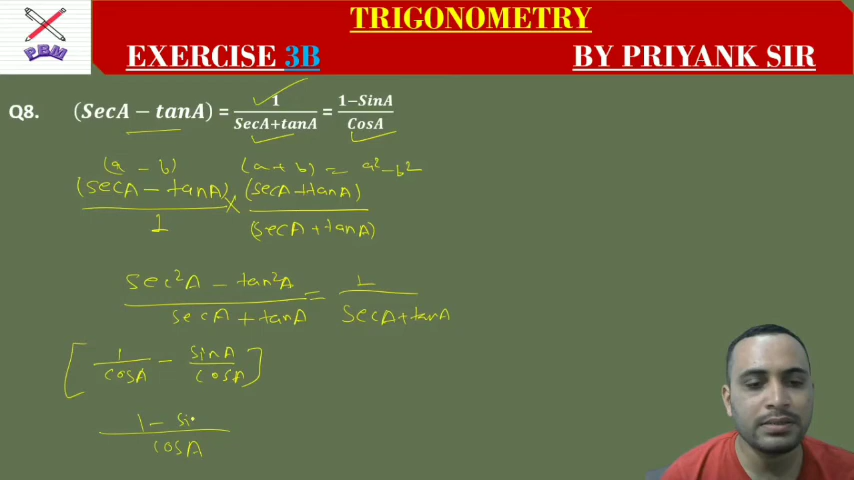 TRIGONOMETRY
PBM
EXERCISE 3B BY PRIYANK SIR
Q8. (SecA − tanA) = 1/(SecA+tanA) = (1−SinA)/CosA
(a − b) (a + b) = a² − b²
(secA − tanA)/1 × (secA + tanA)/(secA + tanA)
(sec²A − tan²A)/(secA + tanA) = 1/(secA + tanA)
[1/cosA − sinA/cosA]
(1 − si)/cosA